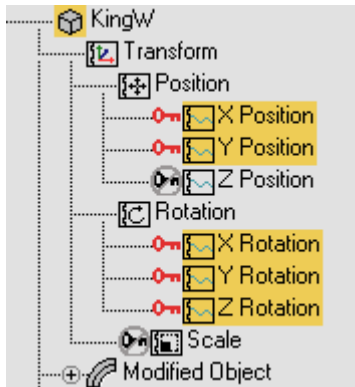 KingW
Transform
Position
X Position
Y Position
Z Position
Rotation
X Rotation
Y Rotation
Z Rotation
Scale
Modified Object